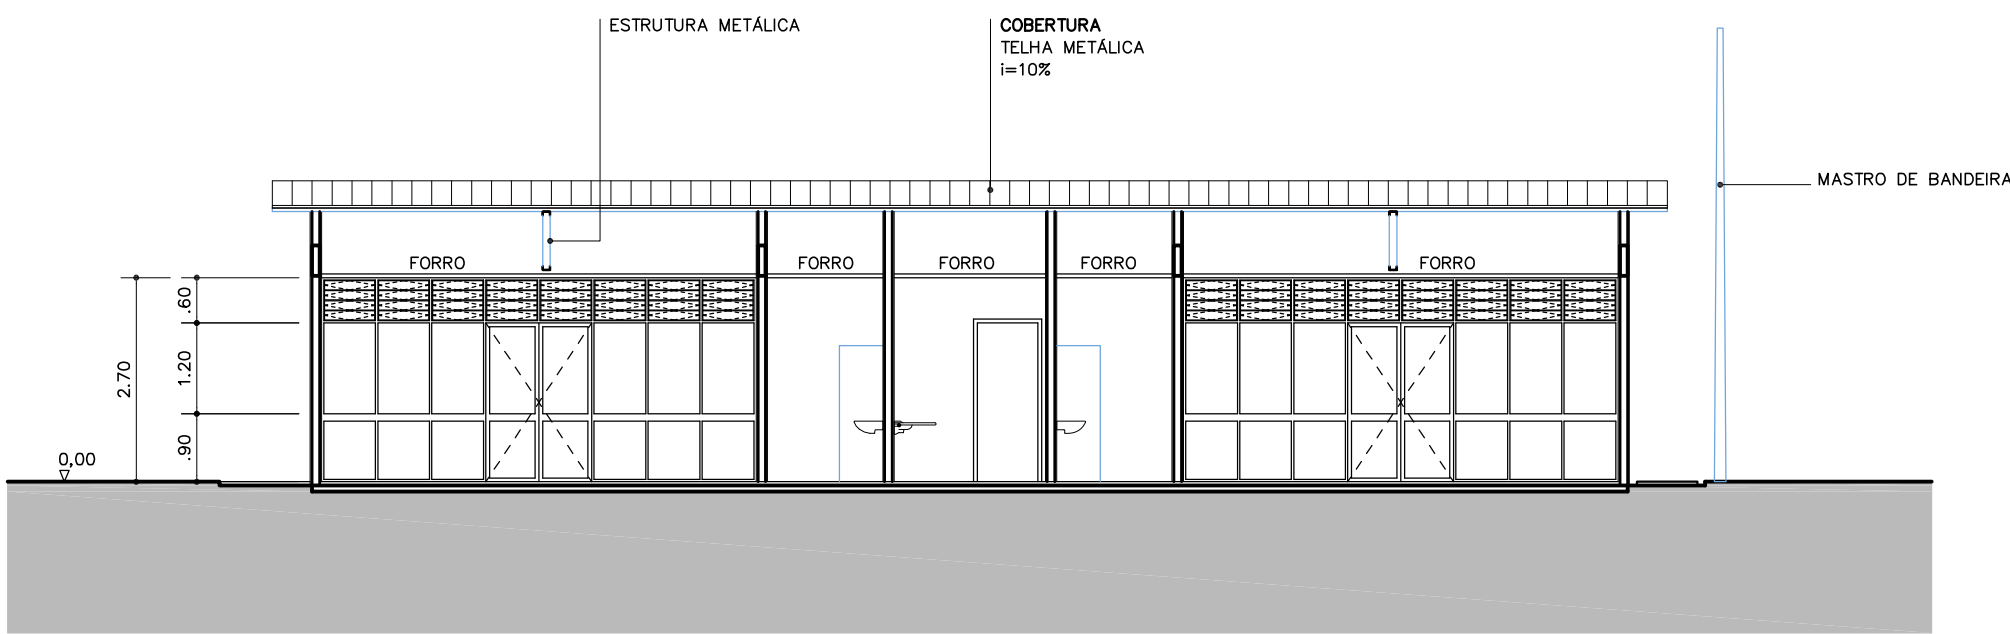 ESTRUTURA METÁLICA
COBERTURA
TELHA METÁLICA
i=10%
MASTRO DE BANDEIRA
FORRO
FORRO
FORRO
FORRO
FORRO
.60
1.20
2.70
.90
0,00